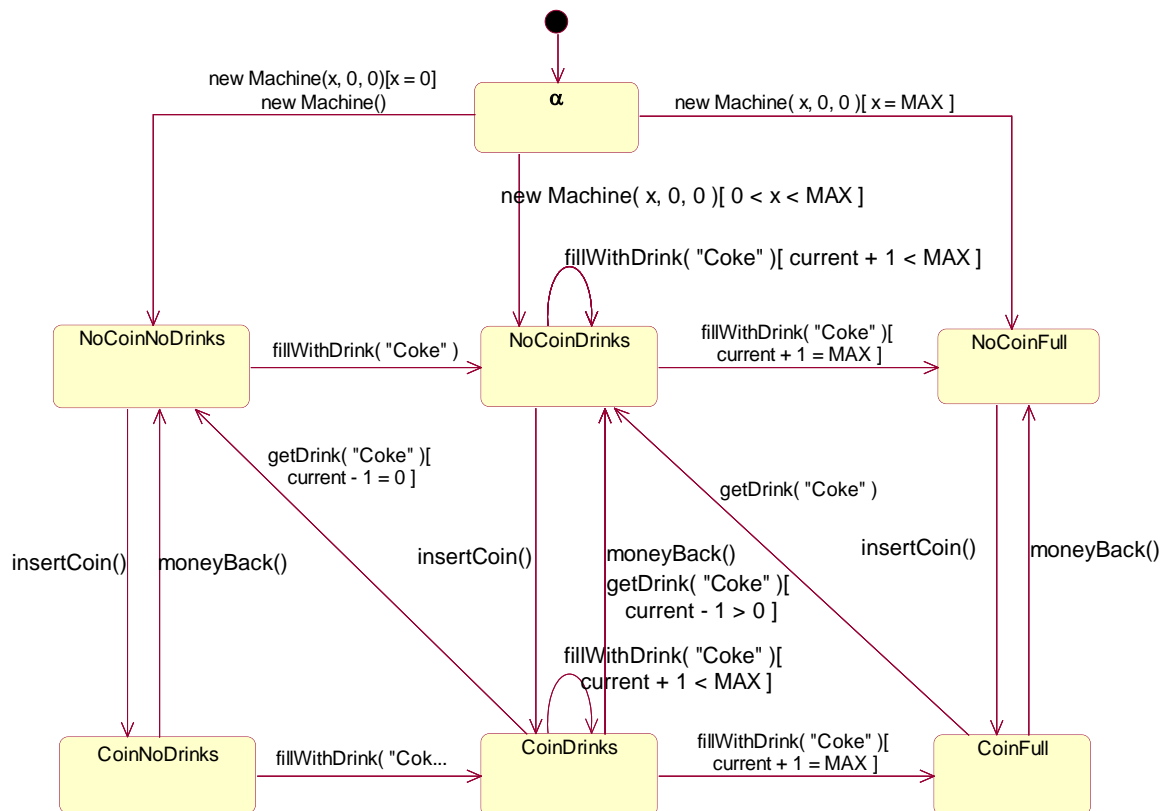 new Machine(x, 0, 0)[x = 0]
new Machine()
α
new Machine( x, 0, 0 )[ x = MAX ]
new Machine( x, 0, 0 )[ 0 < x < MAX ]
fillWithDrink( "Coke" )[ current + 1 < MAX ]
NoCoinNoDrinks
fillWithDrink( "Coke" )
NoCoinDrinks
fillWithDrink( "Coke" )[
current + 1 = MAX ]
NoCoinFull
getDrink( "Coke" )[
current - 1 = 0 ]
getDrink( "Coke" )
insertCoin()
moneyBack()
insertCoin()
moneyBack()
getDrink( "Coke" )[
current - 1 > 0 ]
insertCoin()
moneyBack()
fillWithDrink( "Coke" )[
current + 1 < MAX ]
CoinNoDrinks
fillWithDrink( "Cok...
CoinDrinks
fillWithDrink( "Coke" )[
current + 1 = MAX ]
CoinFull